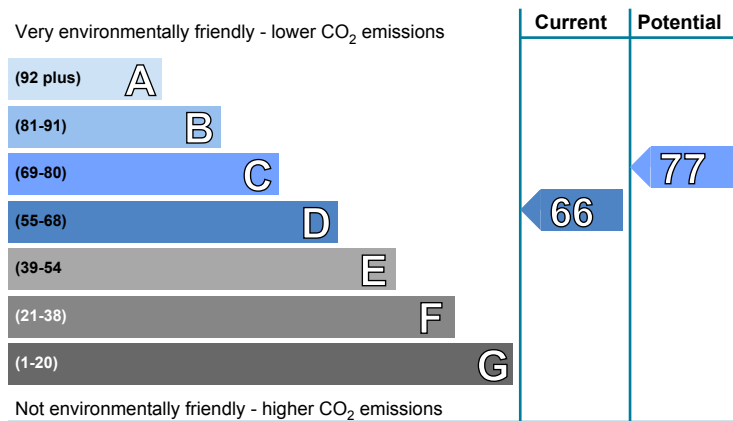 Very environmentally friendly - lower CO2 emissions
Current
Potential
(92 plus) A
(81-91) B
(69-80) C
(55-68) D
(39-54 E
(21-38) F
(1-20) G
66
77
Not environmentally friendly - higher CO2 emissions